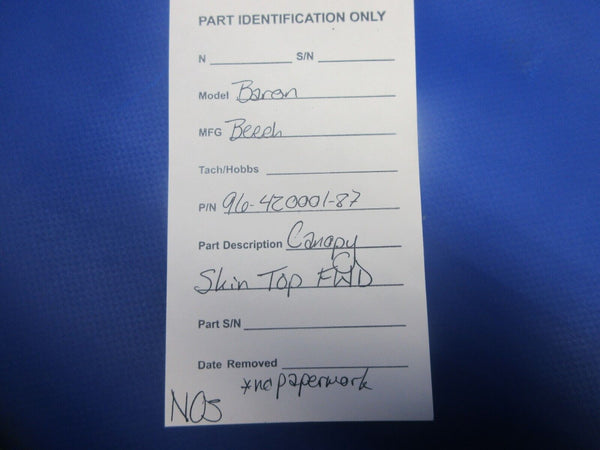 PART IDENTIFICATION ONLY
N S/N
Model Baron
MFG Beech
Tach/Hobbs
P/N 96-420001-87
Part Description Canopy
Skin Top FWD
Part S/N
Date Removed
*no paperwork
NOS